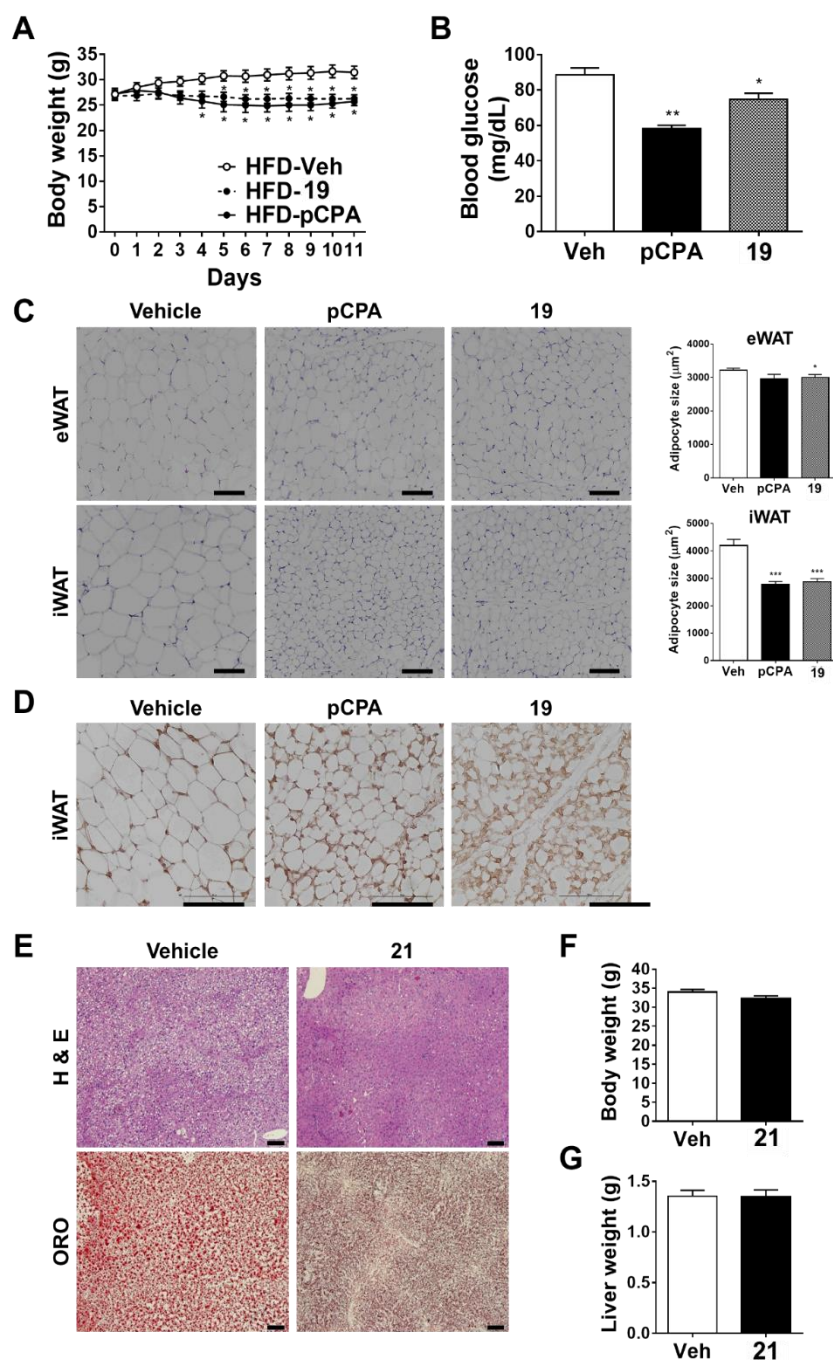 A
Body weight (g)
35
30
25
20
15
10
5
0
* * * * * * *
* * * * * * * *
HFD-Veh
HFD-19
HFD-pCPA
0 1 2 3 4 5 6 7 8 9 10 11
Days
B
Blood glucose
(mg/dL)
100
80
60
40
20
0
**
*
Veh pCPA 19
C
Vehicle pCPA 19
eWAT
iWAT
eWAT
Adipocyte size (μm²)
4000
3000
2000
1000
0
*
Veh pCPA 19
iWAT
Adipocyte size (μm²)
5000
4000
3000
2000
1000
0
*** ***
Veh pCPA 19
D
Vehicle pCPA 19
iWAT
E
Vehicle 21
H & E
ORO
F
Body weight (g)
40
35
30
25
20
15
10
5
0
Veh 21
G
Liver weight (g)
1.5
1.0
0.5
0.0
Veh 21